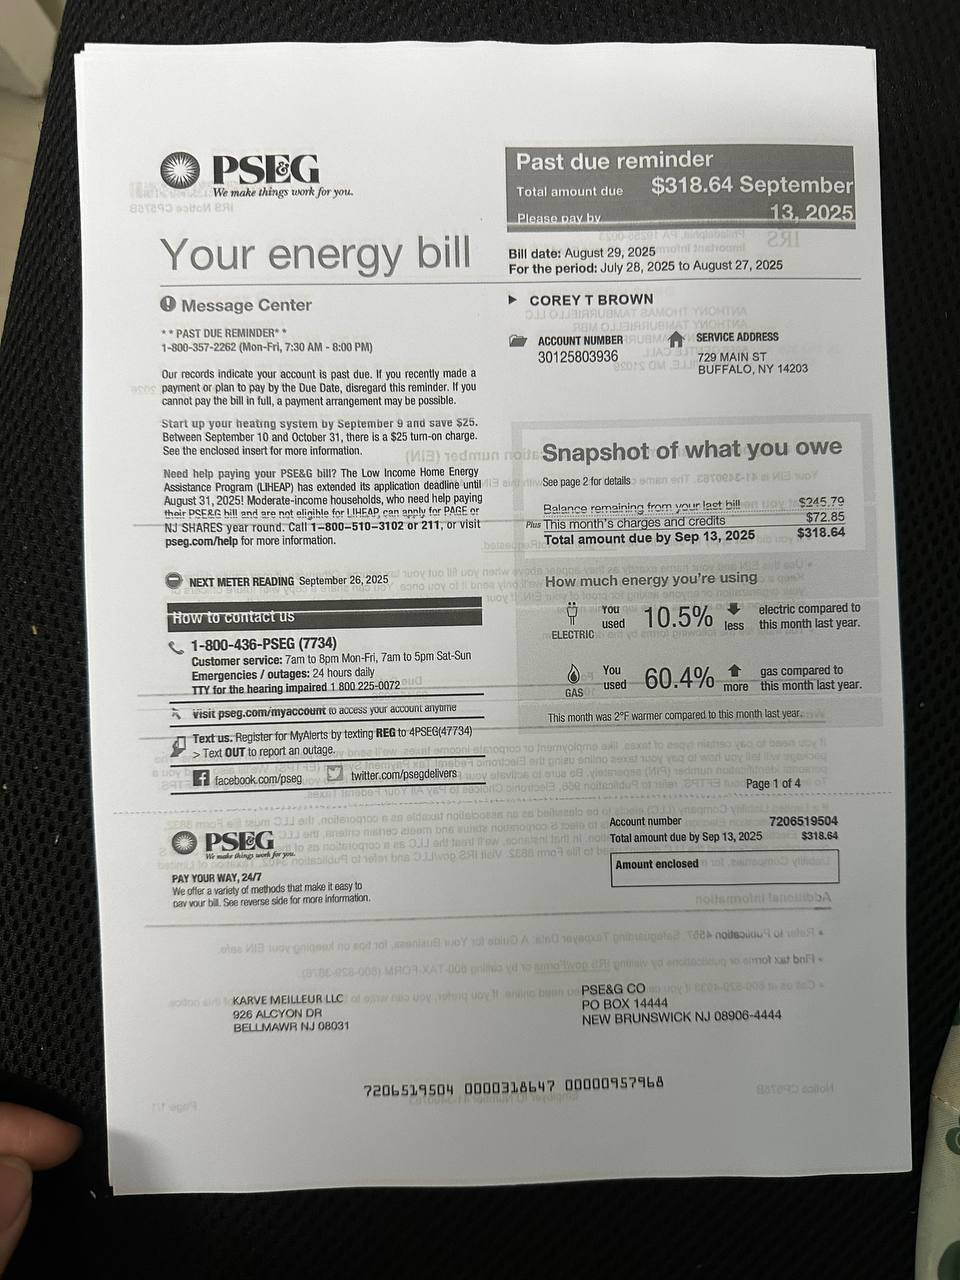 PSE&G
We make things work for you.
Past due reminder
Total amount due $318.64 September
Please pay by 13, 2025
Your energy bill
Bill date: August 29, 2025
For the period: July 28, 2025 to August 27, 2025
Message Center
** PAST DUE REMINDER**
1-800-357-2262 (Mon-Fri, 7:30 AM - 8:00 PM)
Our records indicate your account is past due. If you recently made a
payment or plan to pay by the Due Date, disregard this reminder. If you
cannot pay the bill in full, a payment arrangement may be possible.
Start up your heating system by September 9 and save $25.
Between September 10 and October 31, there is a $25 turn-on charge.
See the enclosed insert for more information.
Need help paying your PSE&G bill? The Low Income Home Energy
Assistance Program (LIHEAP) has extended its application deadline until
August 31, 2025! Moderate-income households, who need help paying
their PSE&G bill and are not eligible for LIHEAP, can apply for PAGE or
NJ SHARES year round. Call 1-800-510-3102 or 211, or visit
pseg.com/help for more information.
NEXT METER READING September 26, 2025
How to contact us
1-800-436-PSEG (7734)
Customer service: 7am to 8pm Mon-Fri, 7am to 5pm Sat-Sun
Emergencies / outages: 24 hours daily
TTY for the hearing impaired 1 800 225-0072
Visit pseg.com/myaccount to access your account anytime
Text us. Register for MyAlerts by texting REG to 4PSEG(47734)
> Text OUT to report an outage.
facebook.com/pseg twitter.com/psegdelivers
COREY T BROWN
ACCOUNT NUMBER
30125803936
SERVICE ADDRESS
729 MAIN ST
BUFFALO, NY 14203
Snapshot of what you owe
See page 2 for details
Balance remaining from your last bill $245.79
Plus This month's charges and credits $72.85
Total amount due by Sep 13, 2025 $318.64
How much energy you're using
ELECTRIC You used 10.5% less electric compared to this month last year.
GAS You used 60.4% more gas compared to this month last year.
This month was 2°F warmer compared to this month last year.
Page 1 of 4
PSE&G
We make things work for you.
PAY YOUR WAY, 24/7
We offer a variety of methods that make it easy to
pay your bill. See reverse side for more information.
Account number 7206519504
Total amount due by Sep 13, 2025 $318.64
Amount enclosed
KARVE MEILLEUR LLC
926 ALCYON DR
BELLMAWR NJ 08031
PSE&G CO
PO BOX 14444
NEW BRUNSWICK NJ 08906-4444
7206519504 0000318647 00000957968